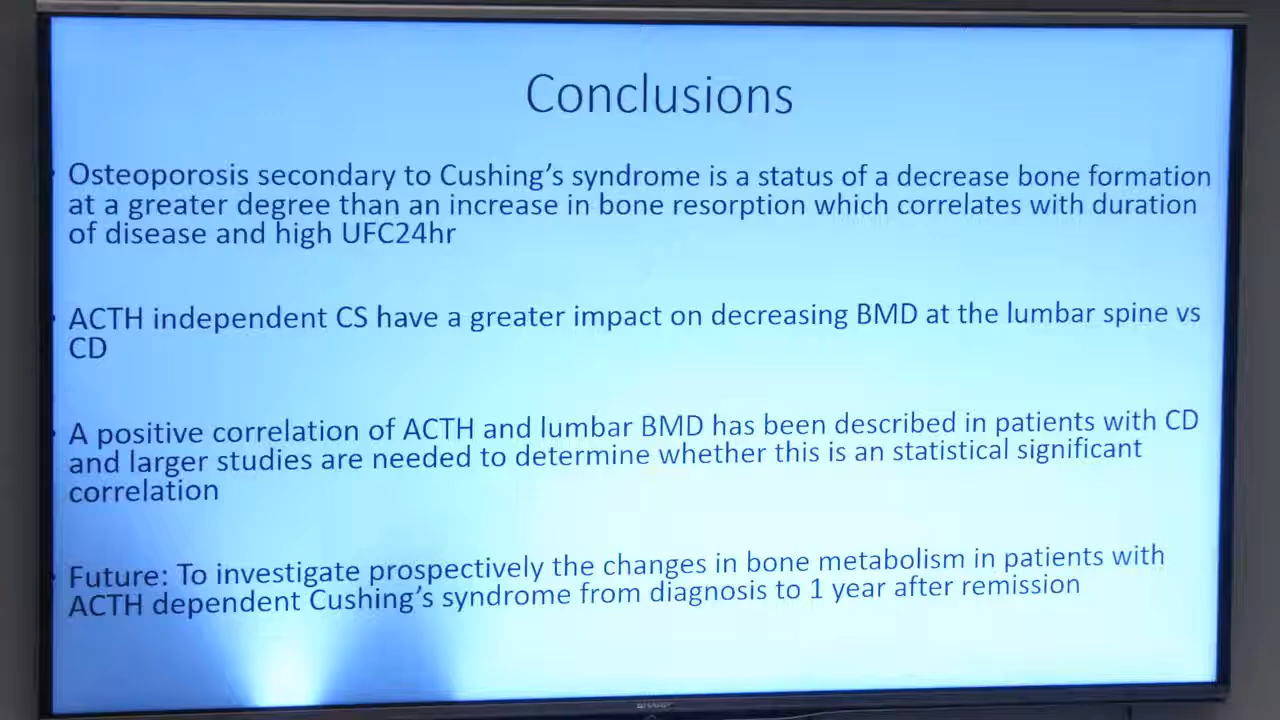 Conclusions
Osteoporosis secondary to Cushing's syndrome is a status of a decrease bone formation
at a greater degree than an increase in bone resorption which correlates with duration
of disease and high UFC24hr
ACTH independent CS have a greater impact on decreasing BMD at the lumbar spine vs
CD
A positive correlation of ACTH and lumbar BMD has been described in patients with CD
and larger studies are needed to determine whether this is an statistical significant
correlation
Future: To investigate prospectively the changes in bone metabolism in patients with
ACTH dependent Cushing's syndrome from diagnosis to 1 year after remission
SHARP